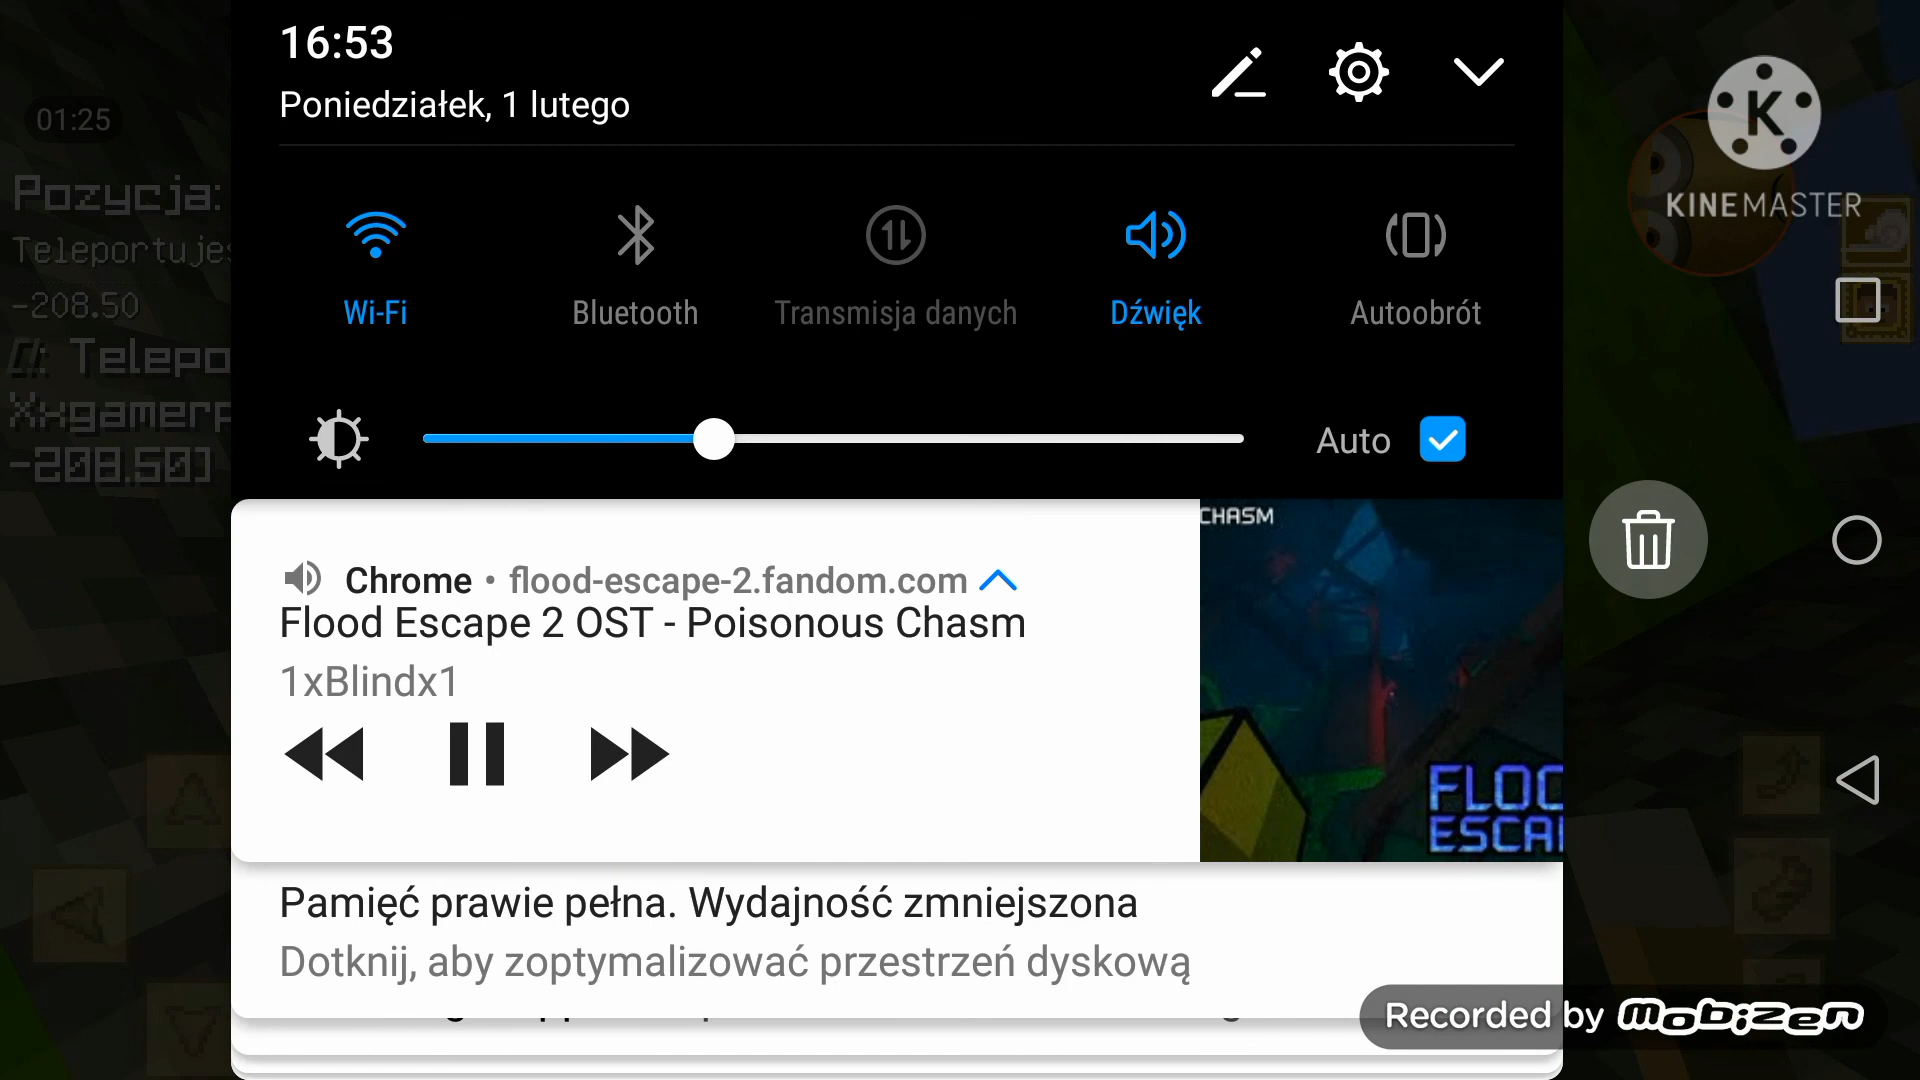 16:53
Poniedziałek, 1 lutego
01:25
Pozycja:
-208.50
-208.50]
KINEMASTER
Wi-Fi
Bluetooth
Transmisja danych
Dźwięk
Autoobrót
Auto
Chrome • flood-escape-2.fandom.com
Flood Escape 2 OST - Poisonous Chasm
1xBlindx1
CHASM
Pamięć prawie pełna. Wydajność zmniejszona
Dotknij, aby zoptymalizować przestrzeń dyskową
Recorded by mobizen